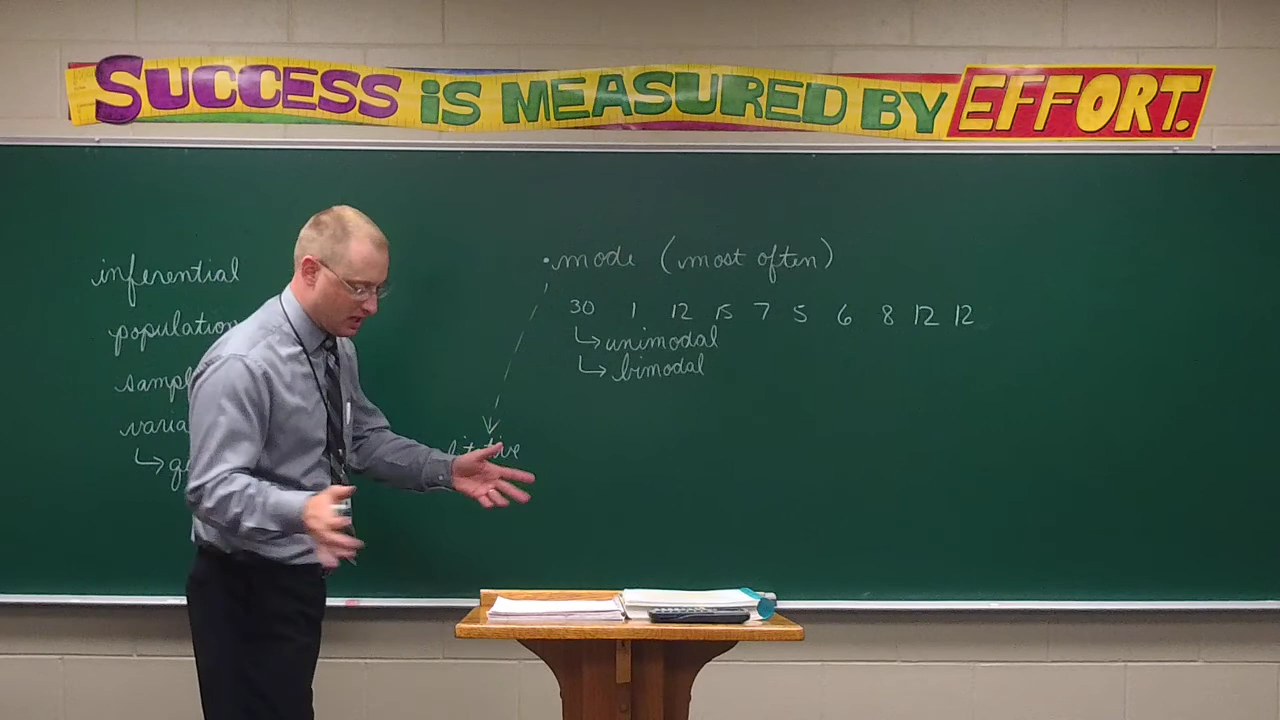 SUCCESS iS MEASURED BY EFFORT.
inferential
population
• mode (most often)
30 1 12 15 7 5 6 8 12 12
↳ unimodal
↳ bimodal